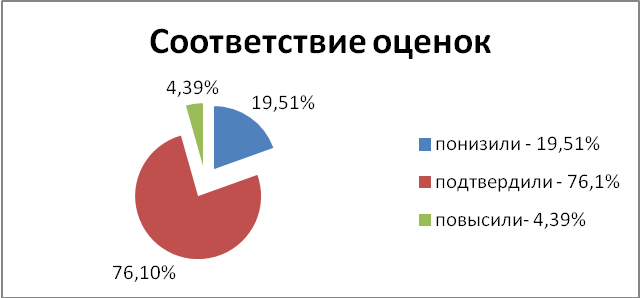 Соответствие оценок
4,39%
19,51%
76,10%
понизили - 19,51%
подтвердили - 76,1%
повысили- 4,39%